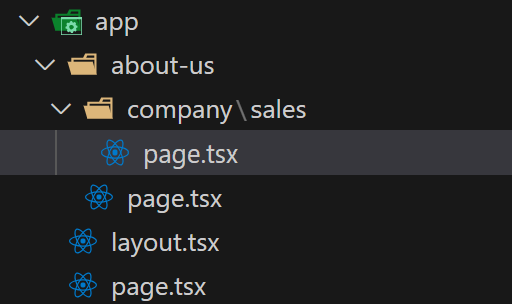 app
about-us
company\sales
page.tsx
page.tsx
layout.tsx
page.tsx